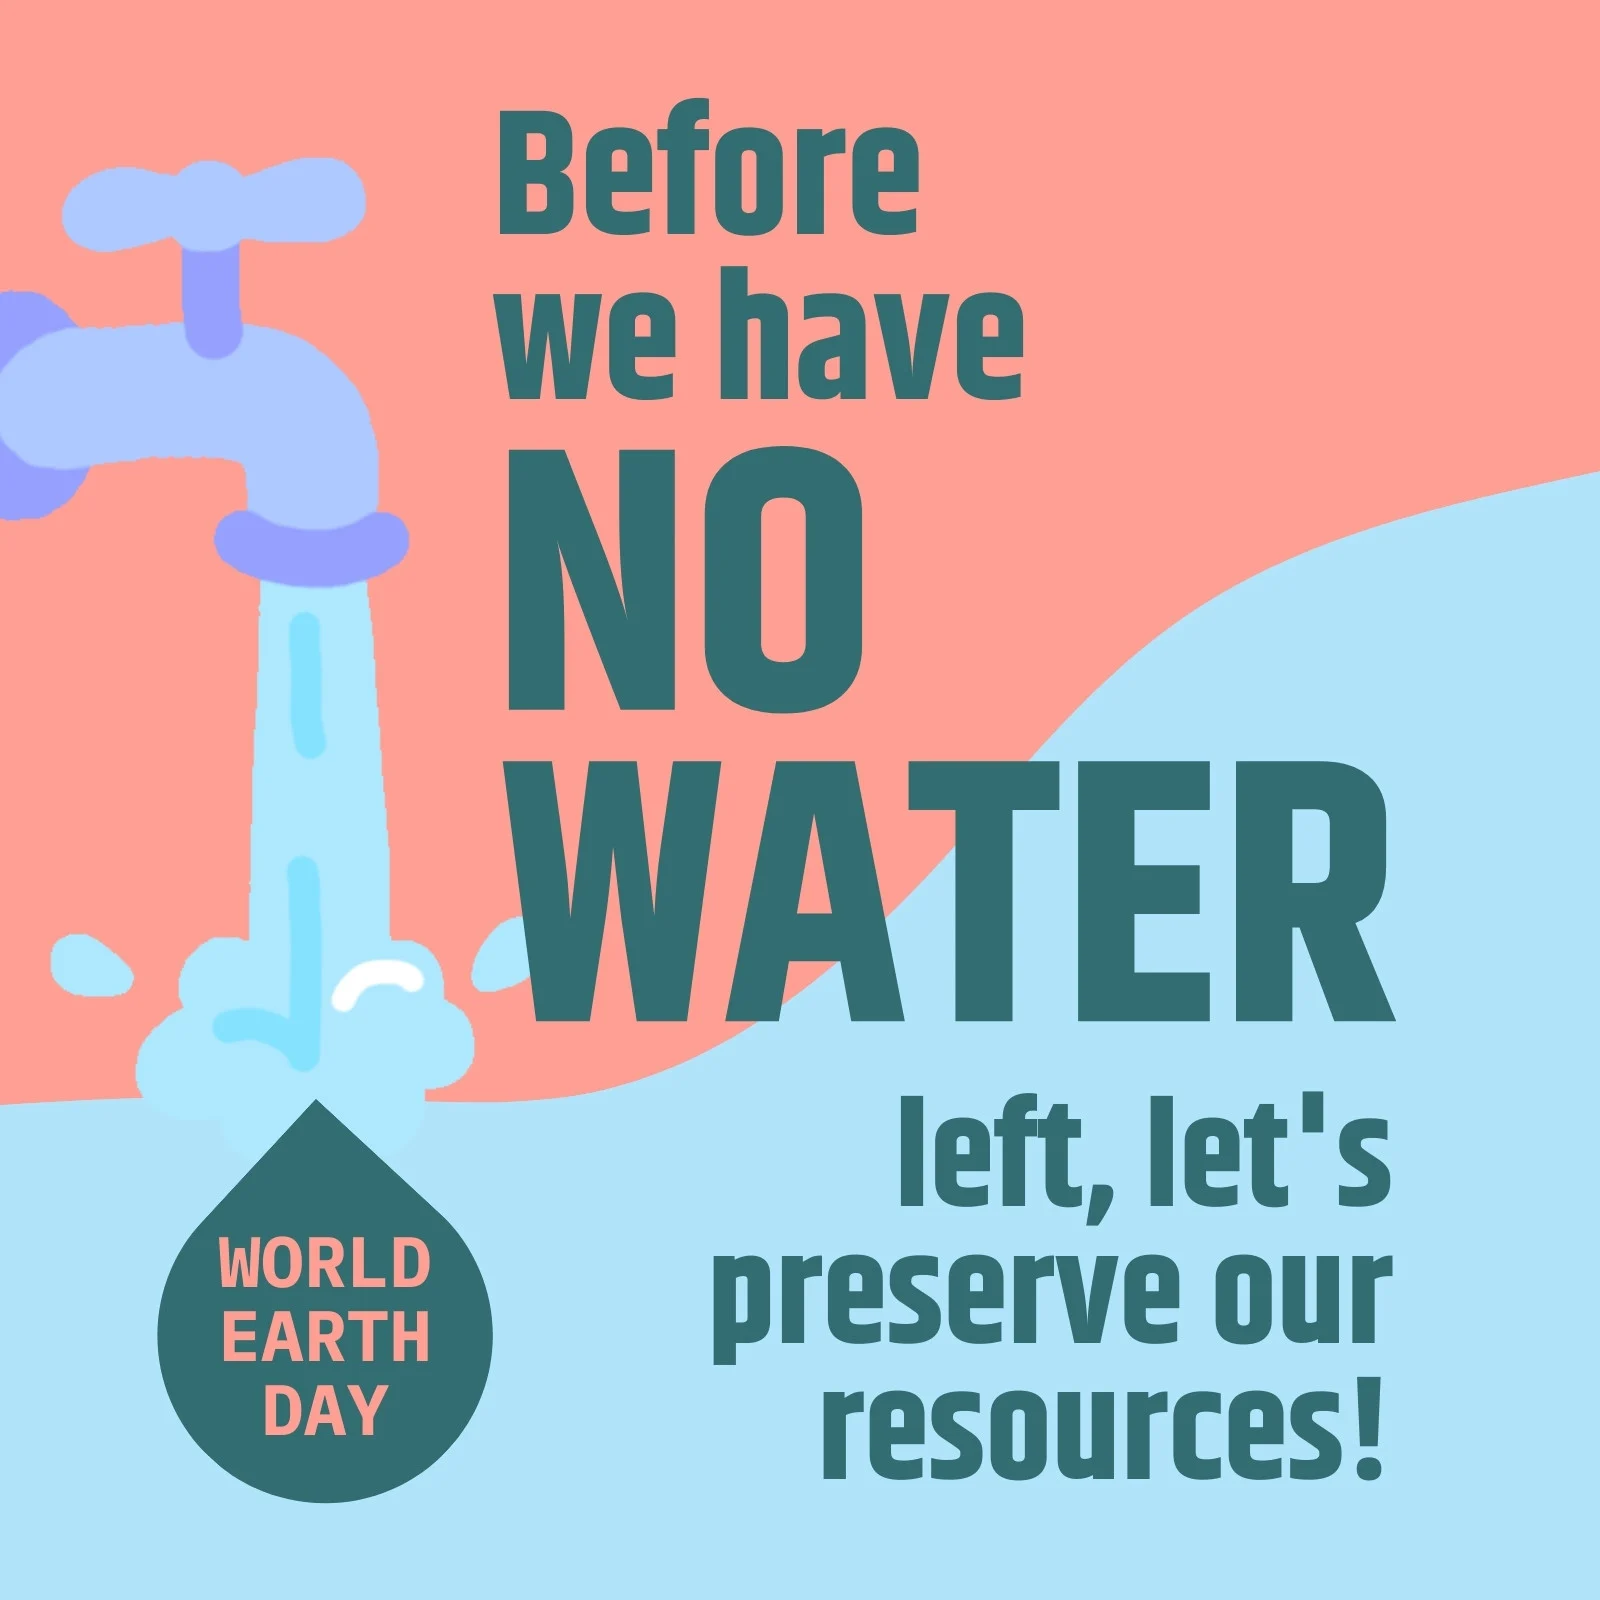 Before
we have
NO
WATER
left, let's
preserve our
resources!
WORLD
EARTH
DAY